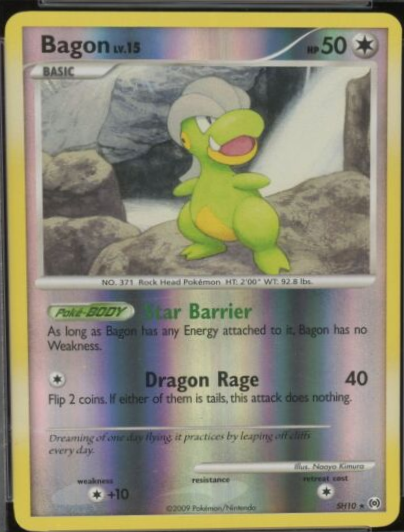 Bagon LV.15 HP 50
BASIC
NO. 371 Rock Head Pokémon HT: 2'00" WT: 92.8 lbs.
Poké-BODY Star Barrier
As long as Bagon has any Energy attached to it, Bagon has no
Weakness.
Dragon Rage 40
Flip 2 coins. If either of them is tails, this attack does nothing.
Dreaming of one day flying, it practices by leaping off cliffs
every day.
Illus. Naoyo Kimura
weakness resistance retreat cost
+10
©2009 Pokémon/Nintendo SH10